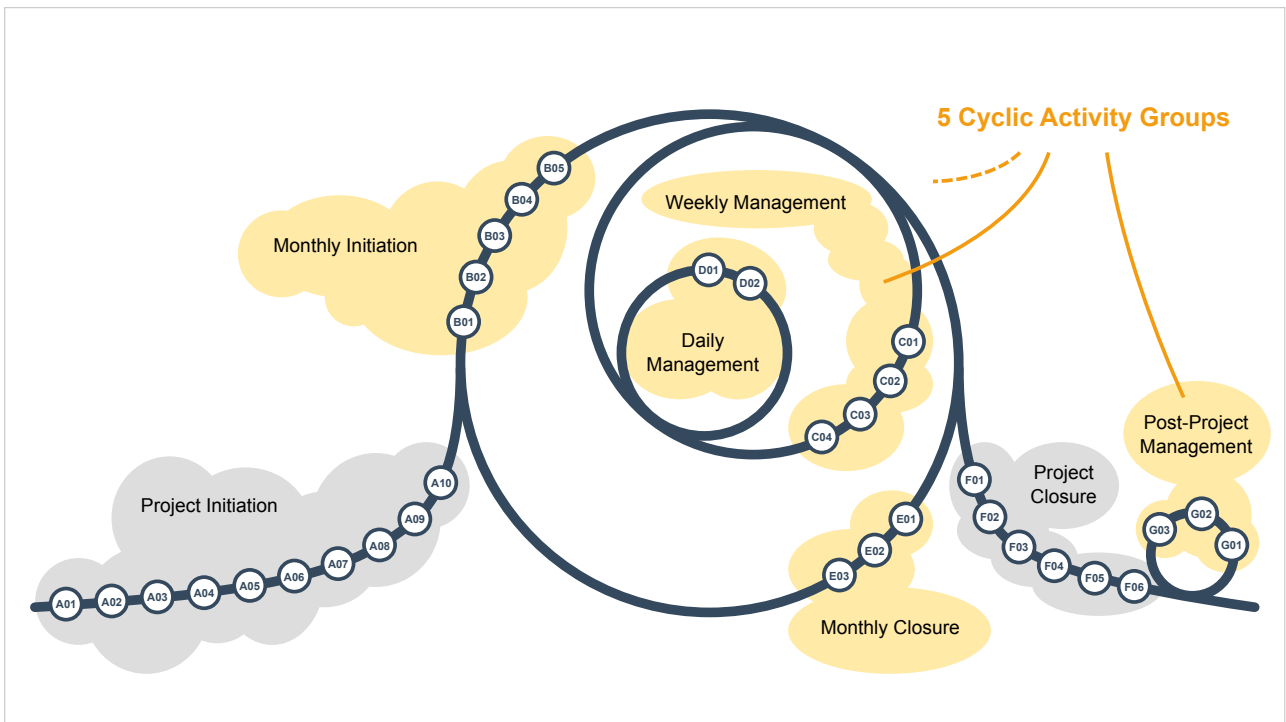 5 Cyclic Activity Groups
Monthly Initiation
B05
B04
B03
B02
B01
Weekly Management
D01
D02
Daily
Management
C01
C02
C03
C04
Project Initiation
A01
A02
A03
A04
A05
A06
A07
A08
A09
A10
E01
E02
E03
Monthly Closure
Project
Closure
F01
F02
F03
F04
F05
F06
Post-Project
Management
G03
G02
G01